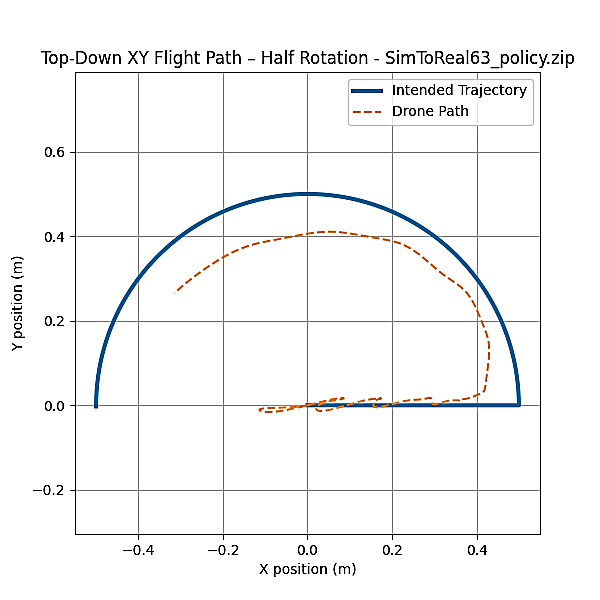 Top-Down XY Flight Path – Half Rotation - SimToReal63_policy.zip
Intended Trajectory
Drone Path
0.6
0.4
0.2
0.0
−0.2
Y position (m)
−0.4
−0.2
0.0
0.2
0.4
X position (m)